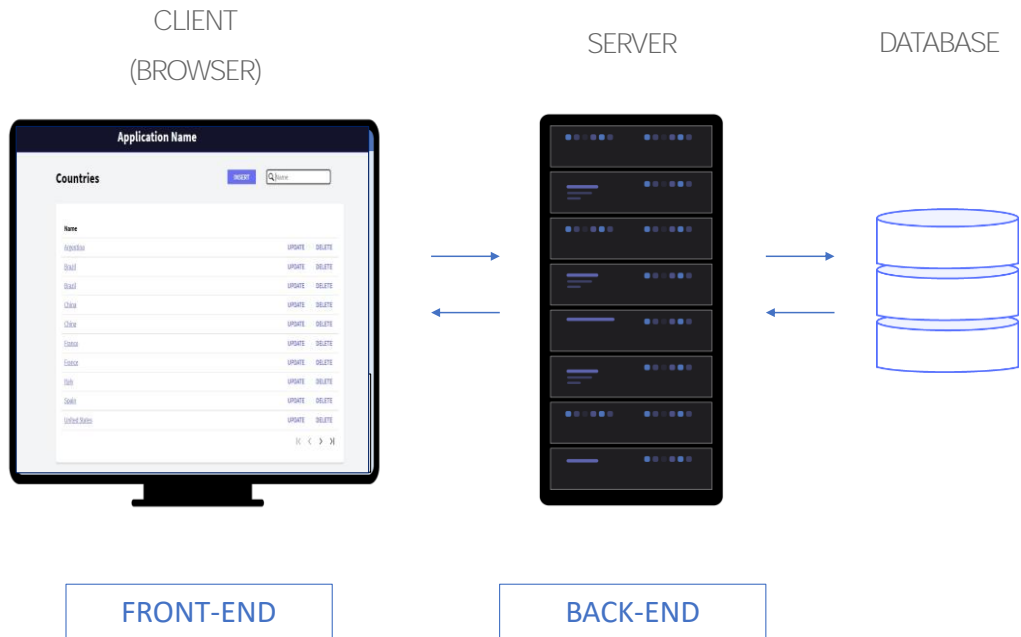 CLIENT
(BROWSER)
SERVER
DATABASE
Application Name
Countries
INSERT
Name
Name
Argentina UPDATE DELETE
Brazil UPDATE DELETE
Brazil UPDATE DELETE
China UPDATE DELETE
China UPDATE DELETE
France UPDATE DELETE
France UPDATE DELETE
Italy UPDATE DELETE
Spain UPDATE DELETE
United States UPDATE DELETE
FRONT-END
BACK-END